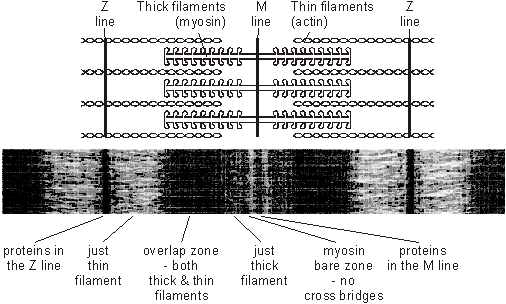 Z
line
Thick filaments
(myosin)
M
line
Thin filaments
(actin)
Z
line
proteins in
the Z line
just
thin
filament
overlap zone
- both
thick & thin
filaments
just
thick
filament
myosin
bare zone
- no
cross bridges
proteins
in the M line